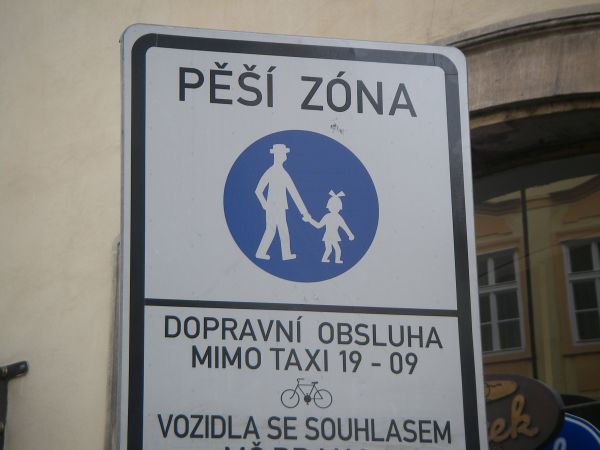 PĚŠÍ ZÓNA
DOPRAVNÍ OBSLUHA
MIMO TAXI 19 - 09
VOZIDLA SE SOUHLASEM